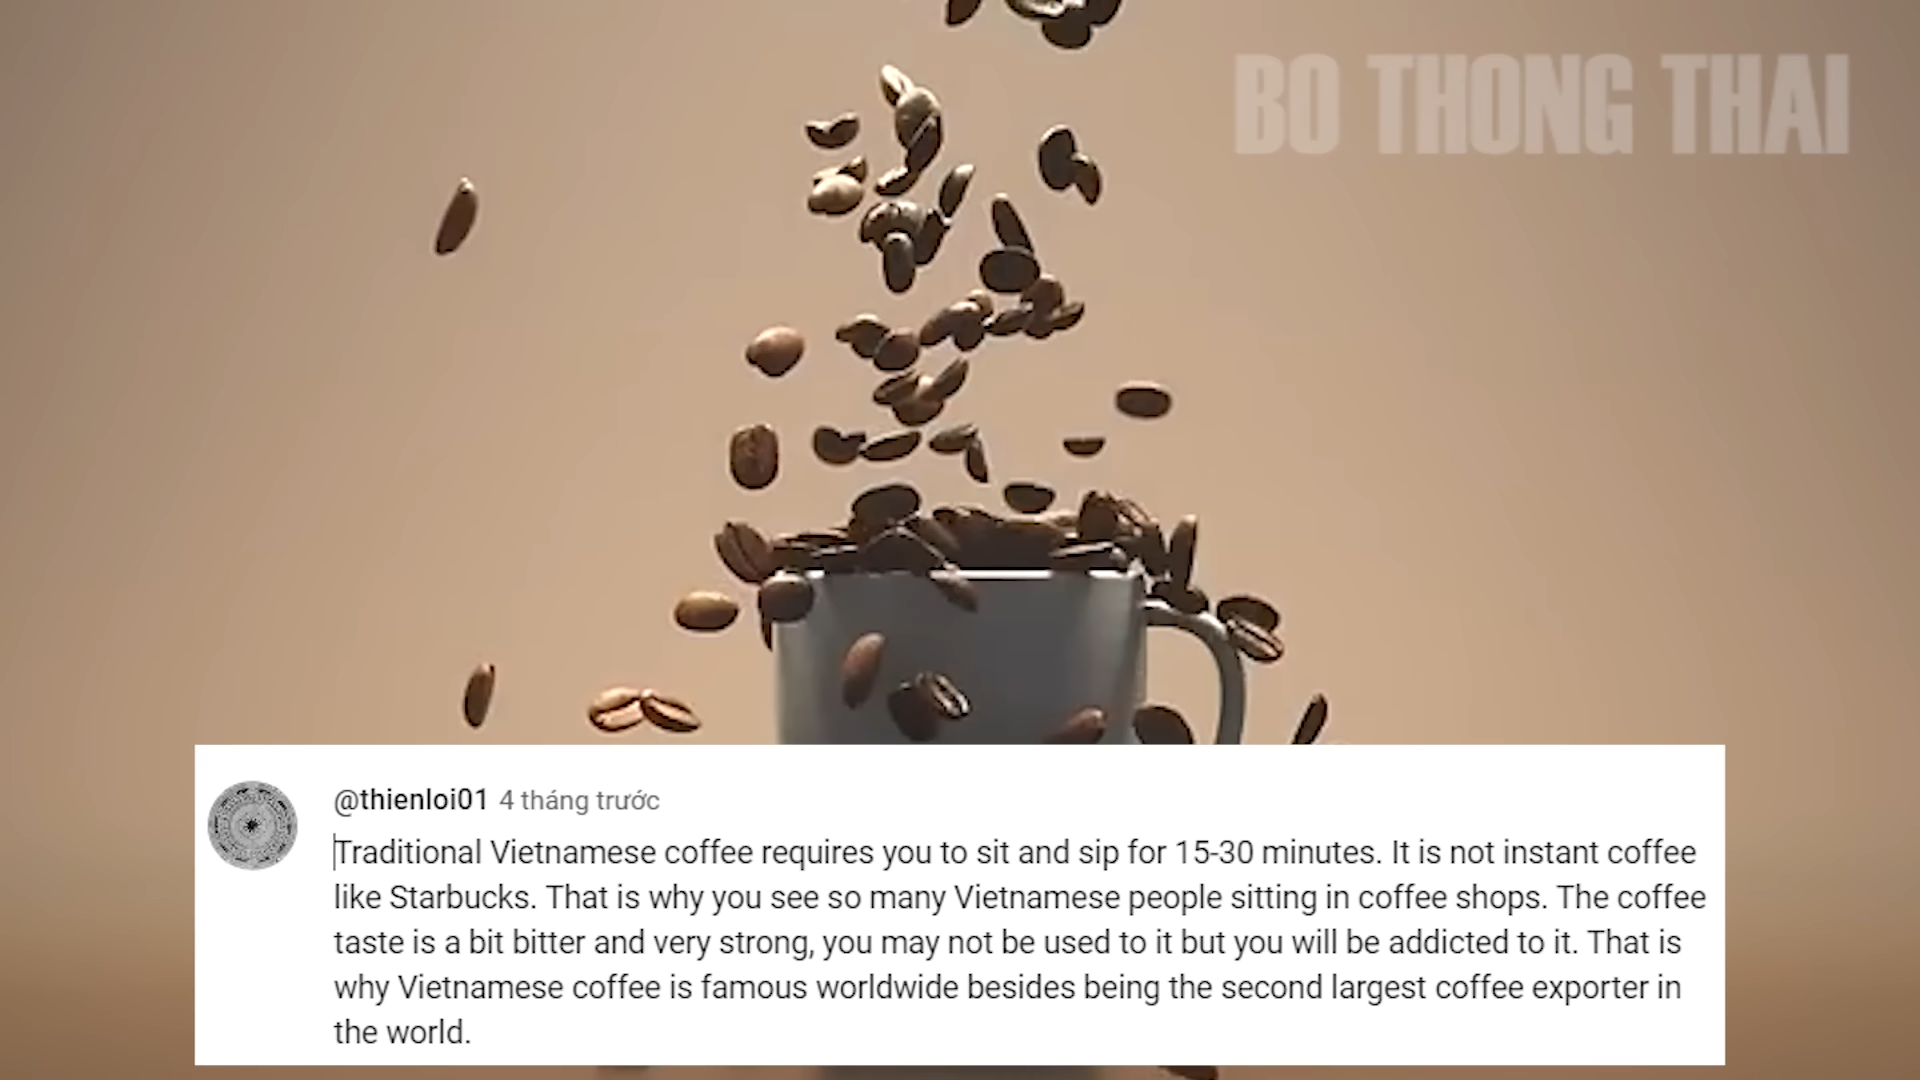 BO THONG THAI
@thienloi01 4 tháng trước
Traditional Vietnamese coffee requires you to sit and sip for 15-30 minutes. It is not instant coffee
like Starbucks. That is why you see so many Vietnamese people sitting in coffee shops. The coffee
taste is a bit bitter and very strong, you may not be used to it but you will be addicted to it. That is
why Vietnamese coffee is famous worldwide besides being the second largest coffee exporter in
the world.